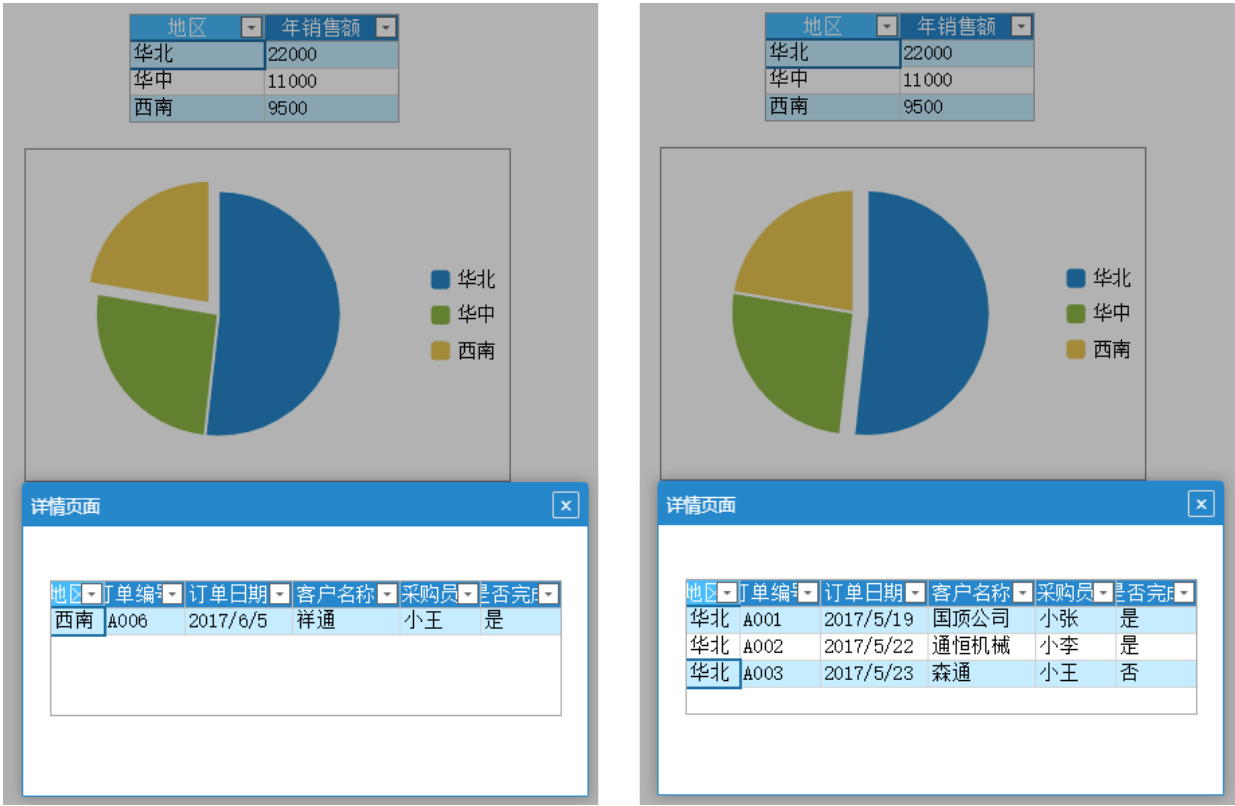 地区 年销售额
华北 22000
华中 11000
西南 9500
华北
华中
西南
详情页面
地区 订单编号 订单日期 客户名称 采购员 是否完成
西南 A006 2017/6/5 祥通 小王 是
地区 年销售额
华北 22000
华中 11000
西南 9500
华北
华中
西南
详情页面
地区 订单编号 订单日期 客户名称 采购员 是否完成
华北 A001 2017/5/19 国顶公司 小张 是
华北 A002 2017/5/22 通恒机械 小李 是
华北 A003 2017/5/23 森通 小王 否